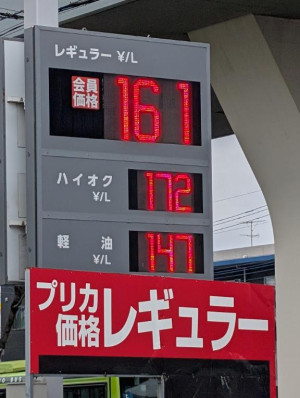 レギュラー ¥/L
会員価格 161
ハイオク ¥/L 172
軽油 ¥/L 147
プリカ価格 レギュラー